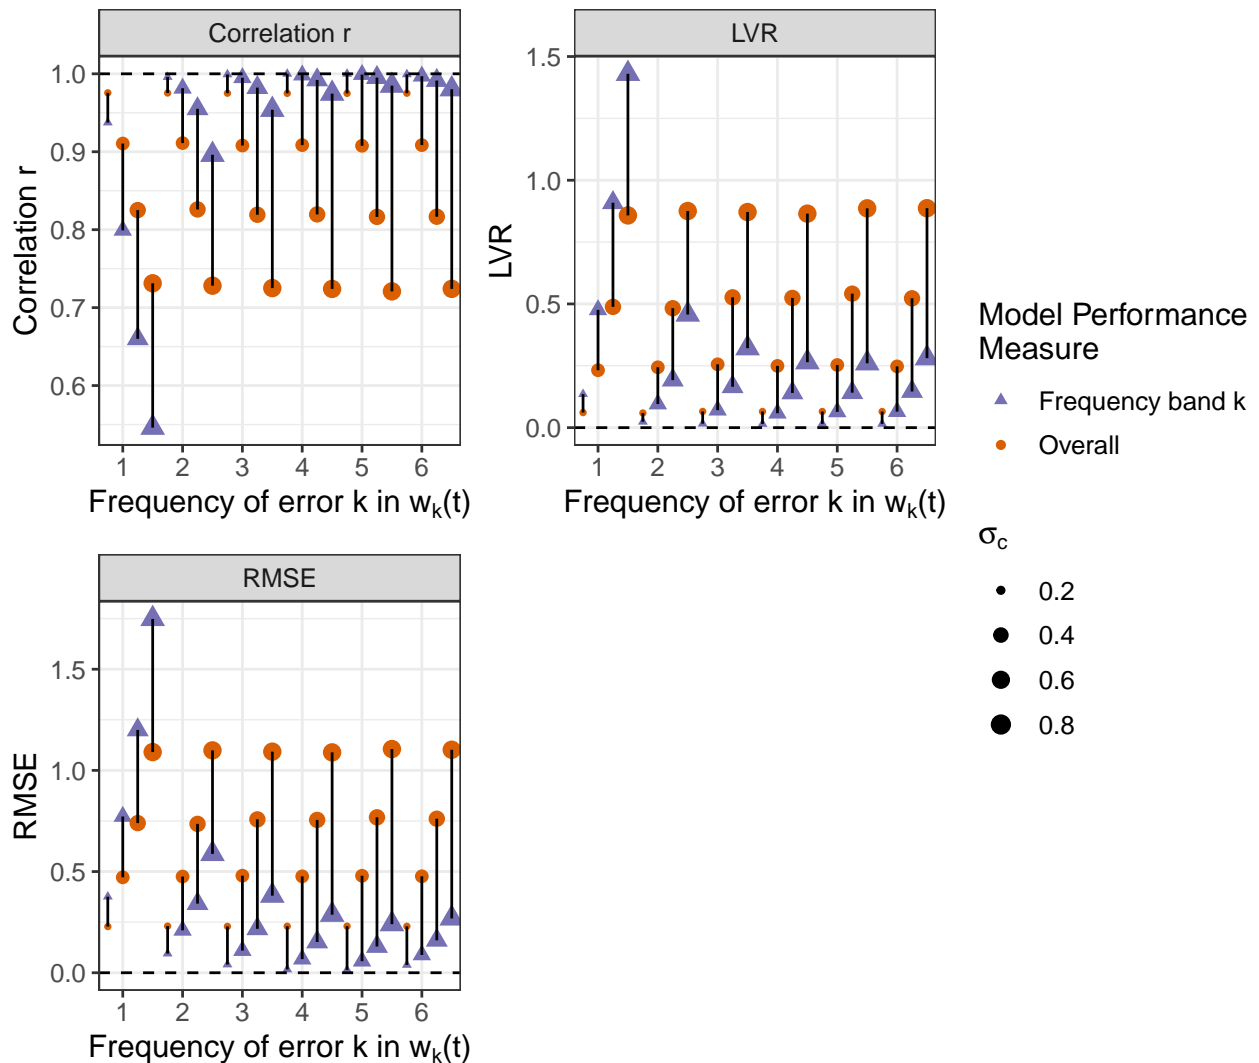 Correlation r
Correlation r
1.0
0.9
0.8
0.7
0.6
1 2 3 4 5 6
Frequency of error k in w_k(t)
LVR
LVR
1.5
1.0
0.5
0.0
1 2 3 4 5 6
Frequency of error k in w_k(t)
RMSE
RMSE
1.5
1.0
0.5
0.0
1 2 3 4 5 6
Frequency of error k in w_k(t)
Model Performance
Measure
Frequency band k
Overall
σ_c
0.2
0.4
0.6
0.8